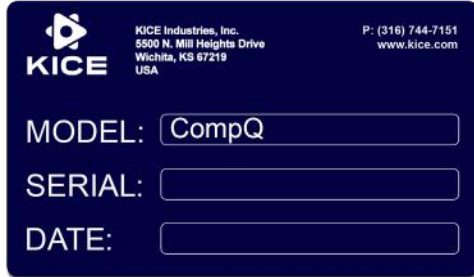 KICE
KICE Industries, Inc.
5500 N. Mill Heights Drive
Wichita, KS 67219
USA
P: (316) 744-7151
www.kice.com
MODEL: CompQ
SERIAL:
DATE: